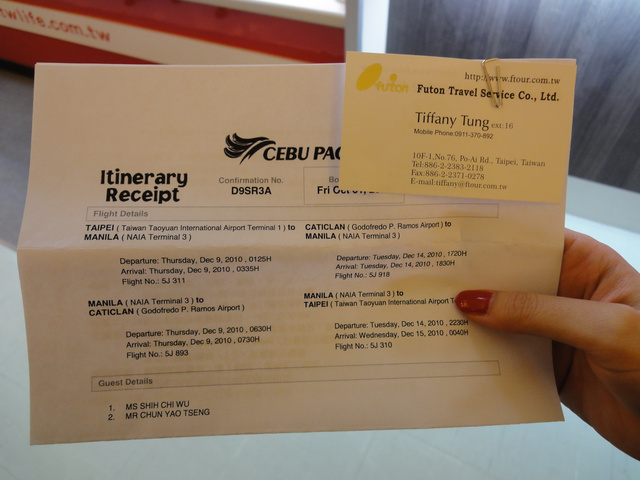 twlife.com.tw
http://www.ftour.com.tw
futon
Futon Travel Service Co., Ltd.
Tiffany Tung ext:16
Mobile Phone:0911-370-892
10F-1,No.76, Po-Ai Rd., Taipei, Taiwan
Tel:886-2-2383-2118
Fax:886-2-2371-0278
E-mail:tiffany@ftour.com.tw
CEBU PAC
Itinerary
Receipt
Confirmation No.
D9SR3A
Fri Oct
Flight Details
TAIPEI ( Taiwan Taoyuan International Airport Terminal 1 ) to
MANILA ( NAIA Terminal 3 )
Departure: Thursday, Dec 9, 2010 , 0125H
Arrival: Thursday, Dec 9, 2010 , 0335H
Flight No.: 5J 311
CATICLAN ( Godofredo P. Ramos Airport ) to
MANILA ( NAIA Terminal 3 )
Departure: Tuesday, Dec 14, 2010 , 1720H
Arrival: Tuesday, Dec 14, 2010 , 1830H
Flight No.: 5J 918
MANILA ( NAIA Terminal 3 ) to
CATICLAN ( Godofredo P. Ramos Airport )
Departure: Thursday, Dec 9, 2010 , 0630H
Arrival: Thursday, Dec 9, 2010 , 0730H
Flight No.: 5J 893
MANILA ( NAIA Terminal 3 ) to
TAIPEI ( Taiwan Taoyuan International Airport T
Departure: Tuesday, Dec 14, 2010 , 2230H
Arrival: Wednesday, Dec 15, 2010 , 0040H
Flight No.: 5J 310
Guest Details
1. MS SHIH CHI WU
2. MR CHUN YAO TSENG